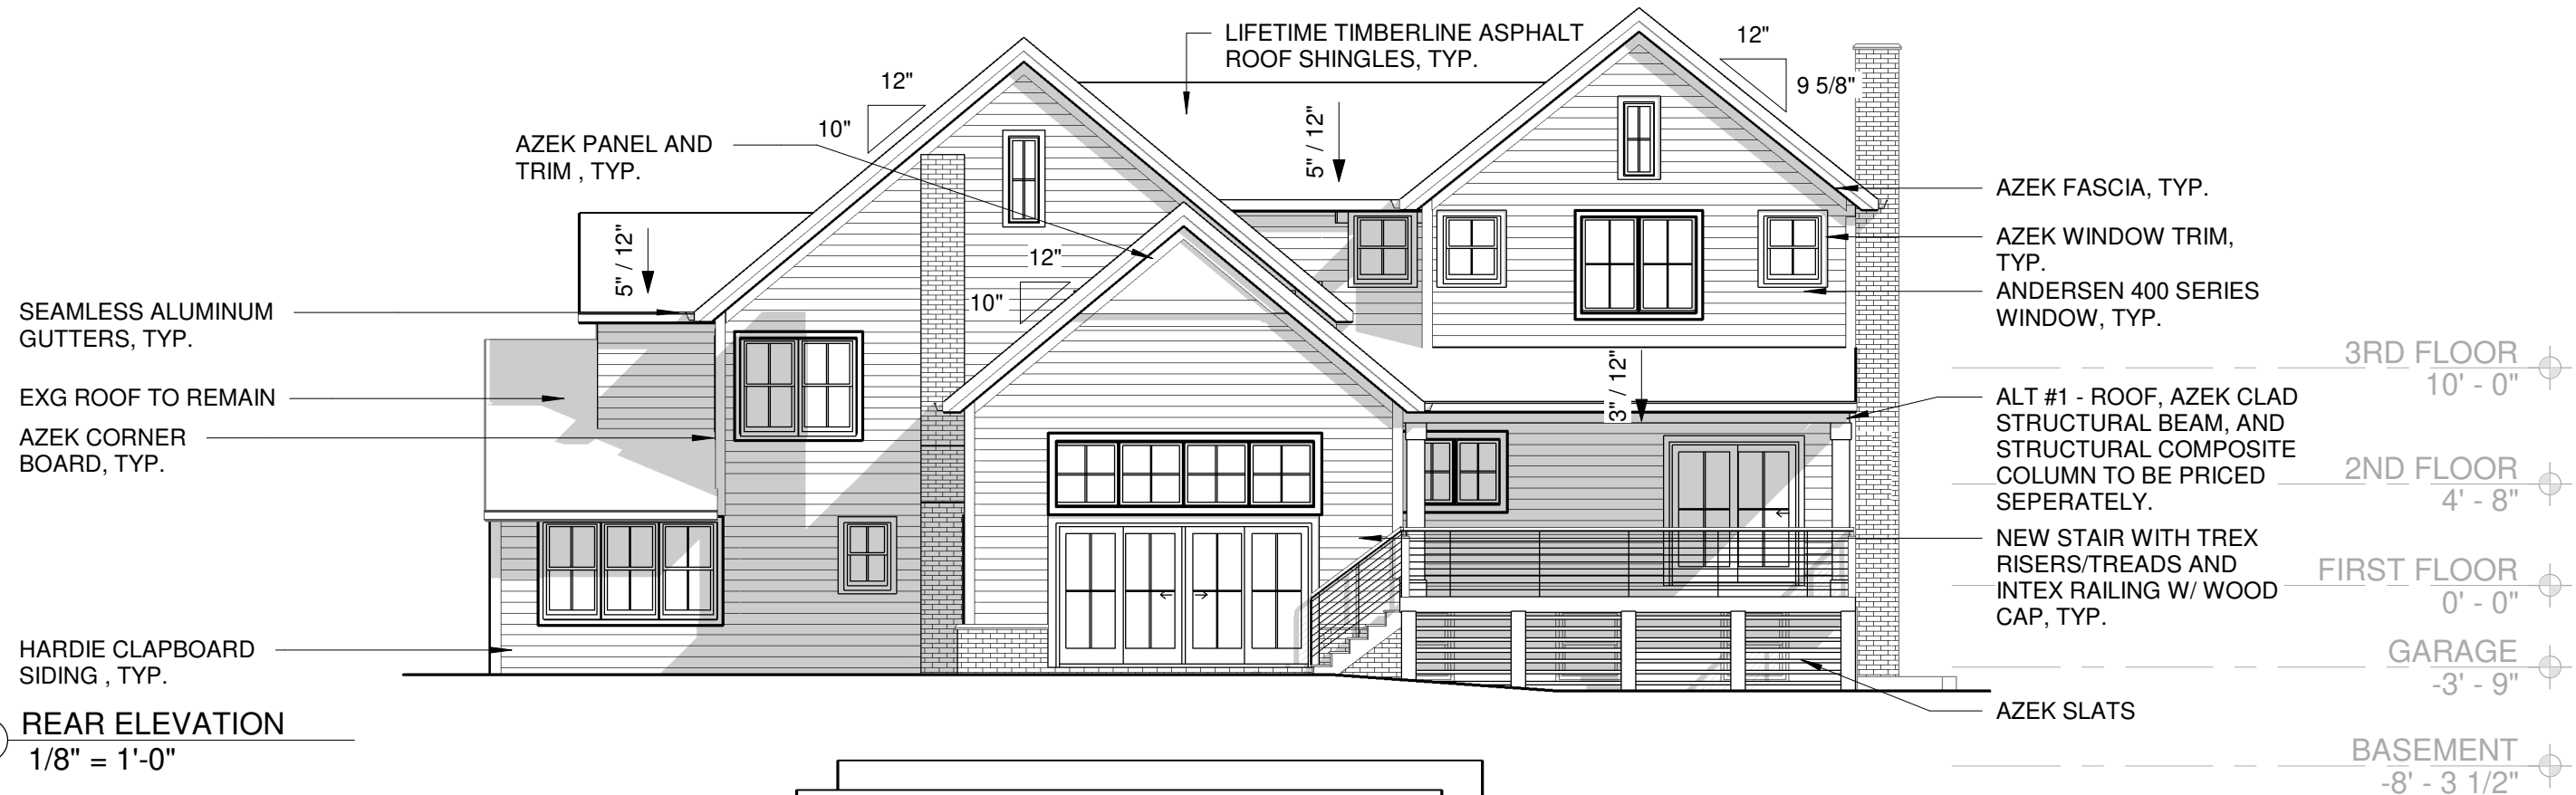 LIFETIME TIMBERLINE ASPHALT
ROOF SHINGLES, TYP.
12"
9 5/8"
12"
10"
5" / 12"
AZEK PANEL AND
TRIM , TYP.
5" / 12"
12"
10"
3" / 12"
SEAMLESS ALUMINUM
GUTTERS, TYP.
EXG ROOF TO REMAIN
AZEK CORNER
BOARD, TYP.
HARDIE CLAPBOARD
SIDING , TYP.
AZEK FASCIA, TYP.
AZEK WINDOW TRIM,
TYP.
ANDERSEN 400 SERIES
WINDOW, TYP.
ALT #1 - ROOF, AZEK CLAD
STRUCTURAL BEAM, AND
STRUCTURAL COMPOSITE
COLUMN TO BE PRICED
SEPERATELY.
NEW STAIR WITH TREX
RISERS/TREADS AND
INTEX RAILING W/ WOOD
CAP, TYP.
AZEK SLATS
3RD FLOOR
10' - 0"
2ND FLOOR
4' - 8"
FIRST FLOOR
0' - 0"
GARAGE
-3' - 9"
BASEMENT
-8' - 3 1/2"
REAR ELEVATION
1/8" = 1'-0"